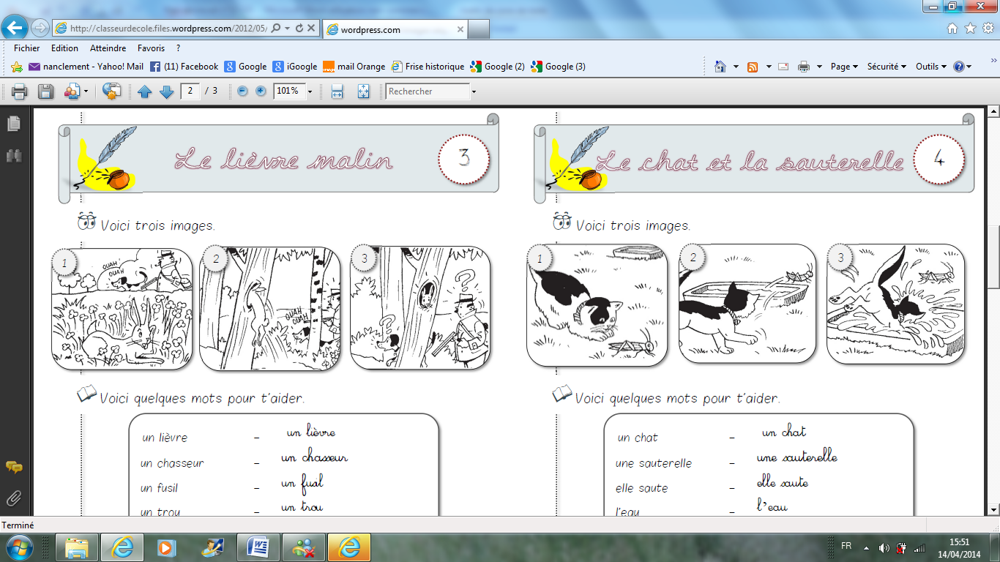 http://classeurdecole.files.wordpress.com/2012/05/
wordpress.com
Fichier Edition Atteindre Favoris ?
nanclement - Yahoo! Mail (11) Facebook Google iGoogle mail Orange Frise historique Google (2) Google (3)
Page Sécurité Outils
2 / 3 101% Rechercher
Le lièvre malin 3
Voici trois images.
1 2 3
OUAH
OUAH
OUAH
OUAH
? ?
Voici quelques mots pour t'aider.
un lièvre – un lièvre
un chasseur – un chasseur
un fusil – un fusil
un trou – un trou
Le chat et la sauterelle 4
Voici trois images.
1 2 3
Voici quelques mots pour t'aider.
un chat – un chat
une sauterelle – une sauterelle
elle saute – elle saute
l'eau – l'eau
Terminé
FR 15:51
14/04/2014